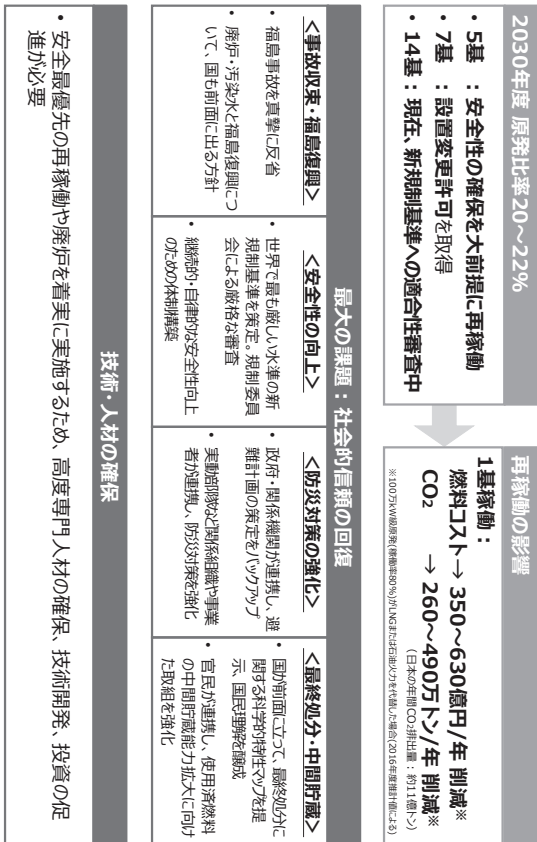 2030年度 原発比率20～22%
• 5基 ：安全性の確保を大前提に再稼働
• 7基 ：設置変更許可を取得
• 14基：現在、新規制基準への適合性審査中
再稼働の影響
1基稼働：
燃料コスト→ 350～630億円/年 削減※
CO2 → 260～490万トン/年 削減※
（日本の年間CO2排出量：約11億トン）
※100万kW級原発(稼働率80%)がLNGまたは石油火力を代替した場合(2016年度推計値による)
最大の課題：社会的信頼の回復
＜事故収束・福島復興＞
• 福島事故を真摯に反省
• 廃炉・汚染水と福島復興につ
いて、国も前面に出る方針
＜安全性の向上＞
• 世界で最も厳しい水準の新
規制基準を策定。規制委員
会による厳格な審査
• 継続的・自律的な安全性向上
のための体制構築
＜防災対策の強化＞
• 政府・関係機関が連携し、避
難計画の策定をバックアップ
• 実動部隊など関係組織や事業
者が連携し、防災対策を強化
＜最終処分・中間貯蔵＞
• 国が前面に立って、最終処分に
関する科学的特性マップを提
示、国民理解を醸成
• 官民が連携し、使用済燃料
の中間貯蔵能力拡大に向け
た取組を強化
技術・人材の確保
• 安全最優先の再稼働や廃炉を着実に実施するため、高度専門人材の確保、技術開発、投資の促
進が必要